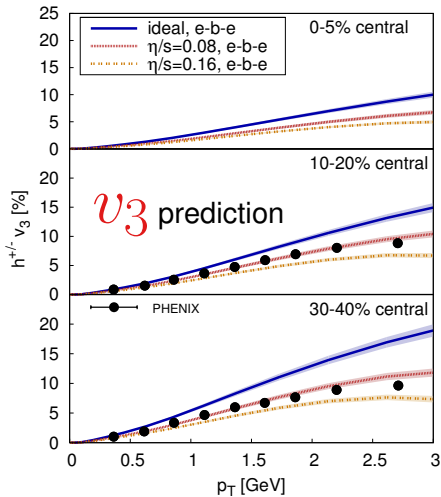 25
20
15
10
5
0
ideal, e-b-e
η/s=0.08, e-b-e
η/s=0.16, e-b-e
0-5% central
20
15
10
5
0
10-20% central
v3 prediction
h+/- v3 [%]
20
15
10
5
0
PHENIX
30-40% central
0 0.5 1 1.5 2 2.5 3
pT [GeV]